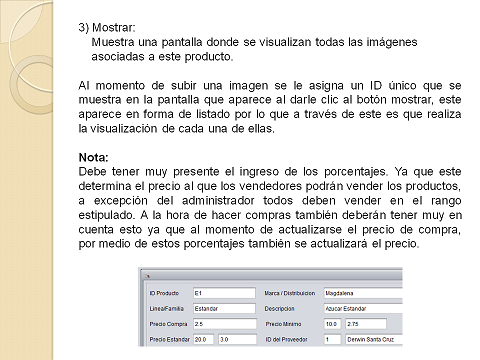 3) Mostrar:
Muestra una pantalla donde se visualizan todas las imágenes
asociadas a este producto.
Al momento de subir una imagen se le asigna un ID único que se
muestra en la pantalla que aparece al darle clic al botón mostrar, este
aparece en forma de listado por lo que a través de este es que realiza
la visualización de cada una de ellas.
Nota:
Debe tener muy presente el ingreso de los porcentajes. Ya que este
determina el precio al que los vendedores podrán vender los productos,
a excepción del administrador todos deben vender en el rango
estipulado. A la hora de hacer compras también deberán tener muy en
cuenta esto ya que al momento de actualizarse el precio de compra,
por medio de estos porcentajes también se actualizará el precio.
ID Producto E1 Marca / Distribuicion Magdalena
Linea/Familia Estandar Descripcion Azucar Estandar
Precio Compra 2.5 Precio Minimo 10.0 2.75
Precio Estandar 20.0 3.0 ID del Proveedor 1 Derwin Santa Cruz